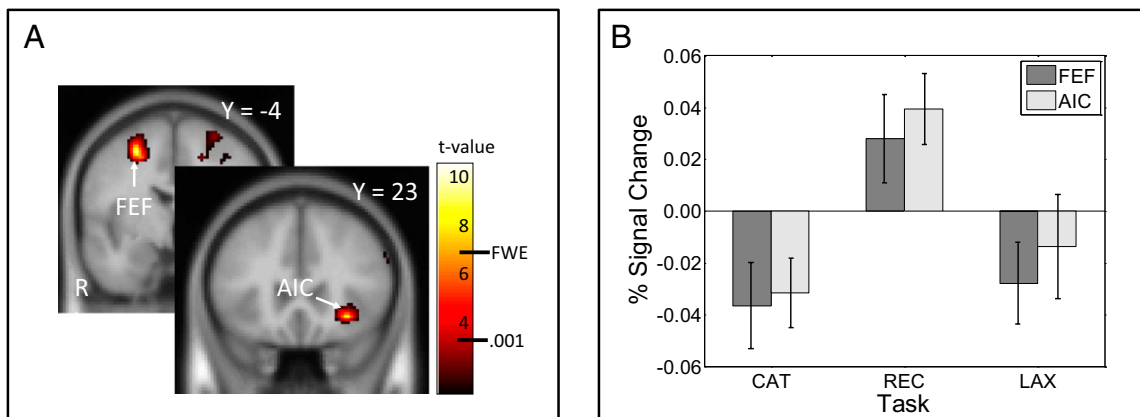 A
Y = -4
FEF
R
Y = 23
AIC
t-value
10
8
FWE
6
4
.001
B
0.06
0.04
0.02
0.00
-0.02
-0.04
-0.06
% Signal Change
FEF
AIC
CAT REC LAX
Task